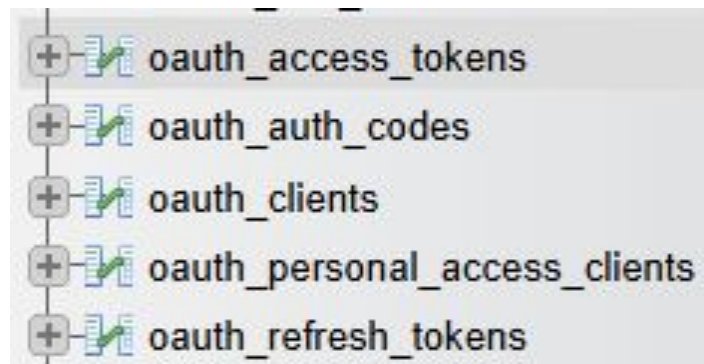 oauth_access_tokens
oauth_auth_codes
oauth_clients
oauth_personal_access_clients
oauth_refresh_tokens